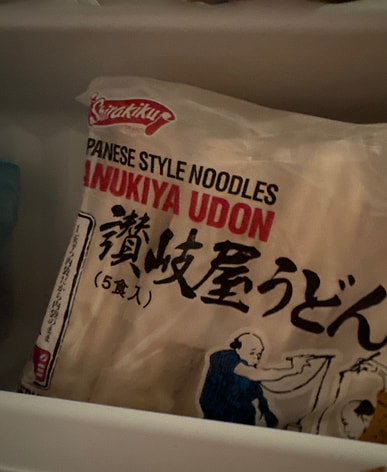 Shirakiku
PANESE STYLE NOODLES
ANUKIYA UDON
讃岐屋うどん
(5食入)